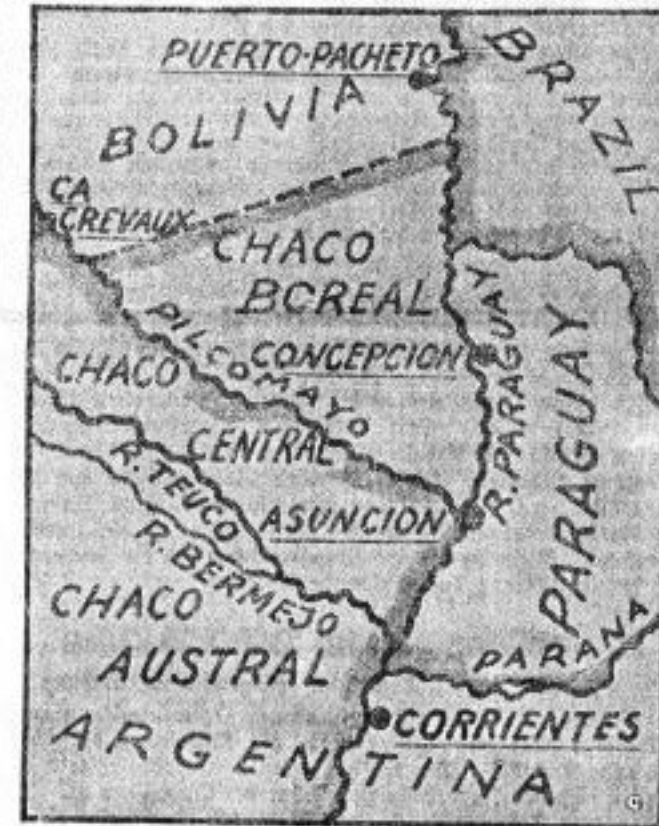 PUERTO-PACHETO
BRAZIL
BOLIVIA
CA
CREVAUX
CHACO
BOREAL
PILCOMAYO
CONCEPCION
R. PARAGUAY
PARAGUAY
CHACO
CENTRAL
R. TEUCO
ASUNCION
R. BERMEJO
CHACO
AUSTRAL
PARANA
CORRIENTES
ARGENTINA